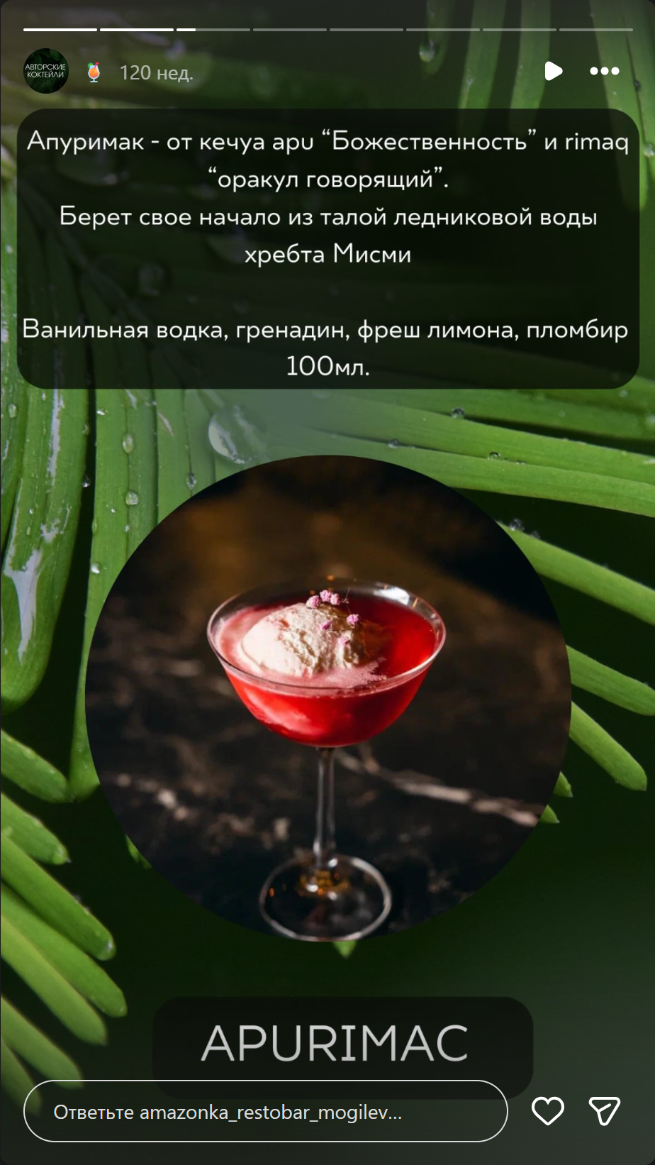 АВТОРСКИЕ
КОКТЕЙЛИ
120 нед.
Апуримак - от кечуа apu “Божественность” и rimaq
“оракул говорящий”.
Берет свое начало из талой ледниковой воды
хребта Мисми
Ванильная водка, гренадин, фреш лимона, пломбир
100мл.
APURIMAC
Ответьте amazonka_restobar_mogilev...